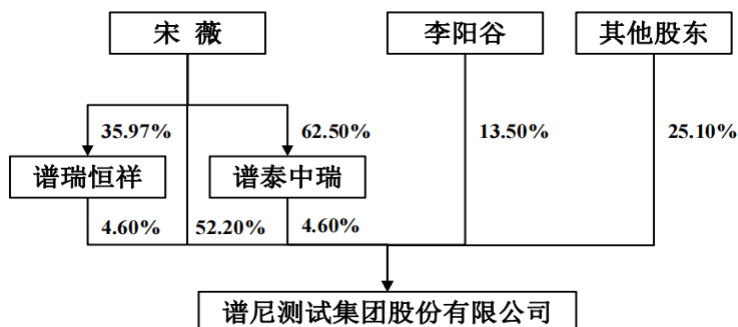 宋 薇
李阳谷
其他股东
35.97%
62.50%
13.50%
25.10%
谱瑞恒祥
谱泰中瑞
4.60%
52.20%
4.60%
谱尼测试集团股份有限公司